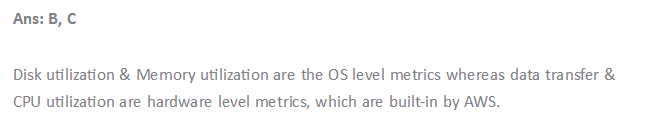 Ans: B, C
Disk utilization & Memory utilization are the OS level metrics whereas data transfer &
CPU utilization are hardware level metrics, which are built-in by AWS.